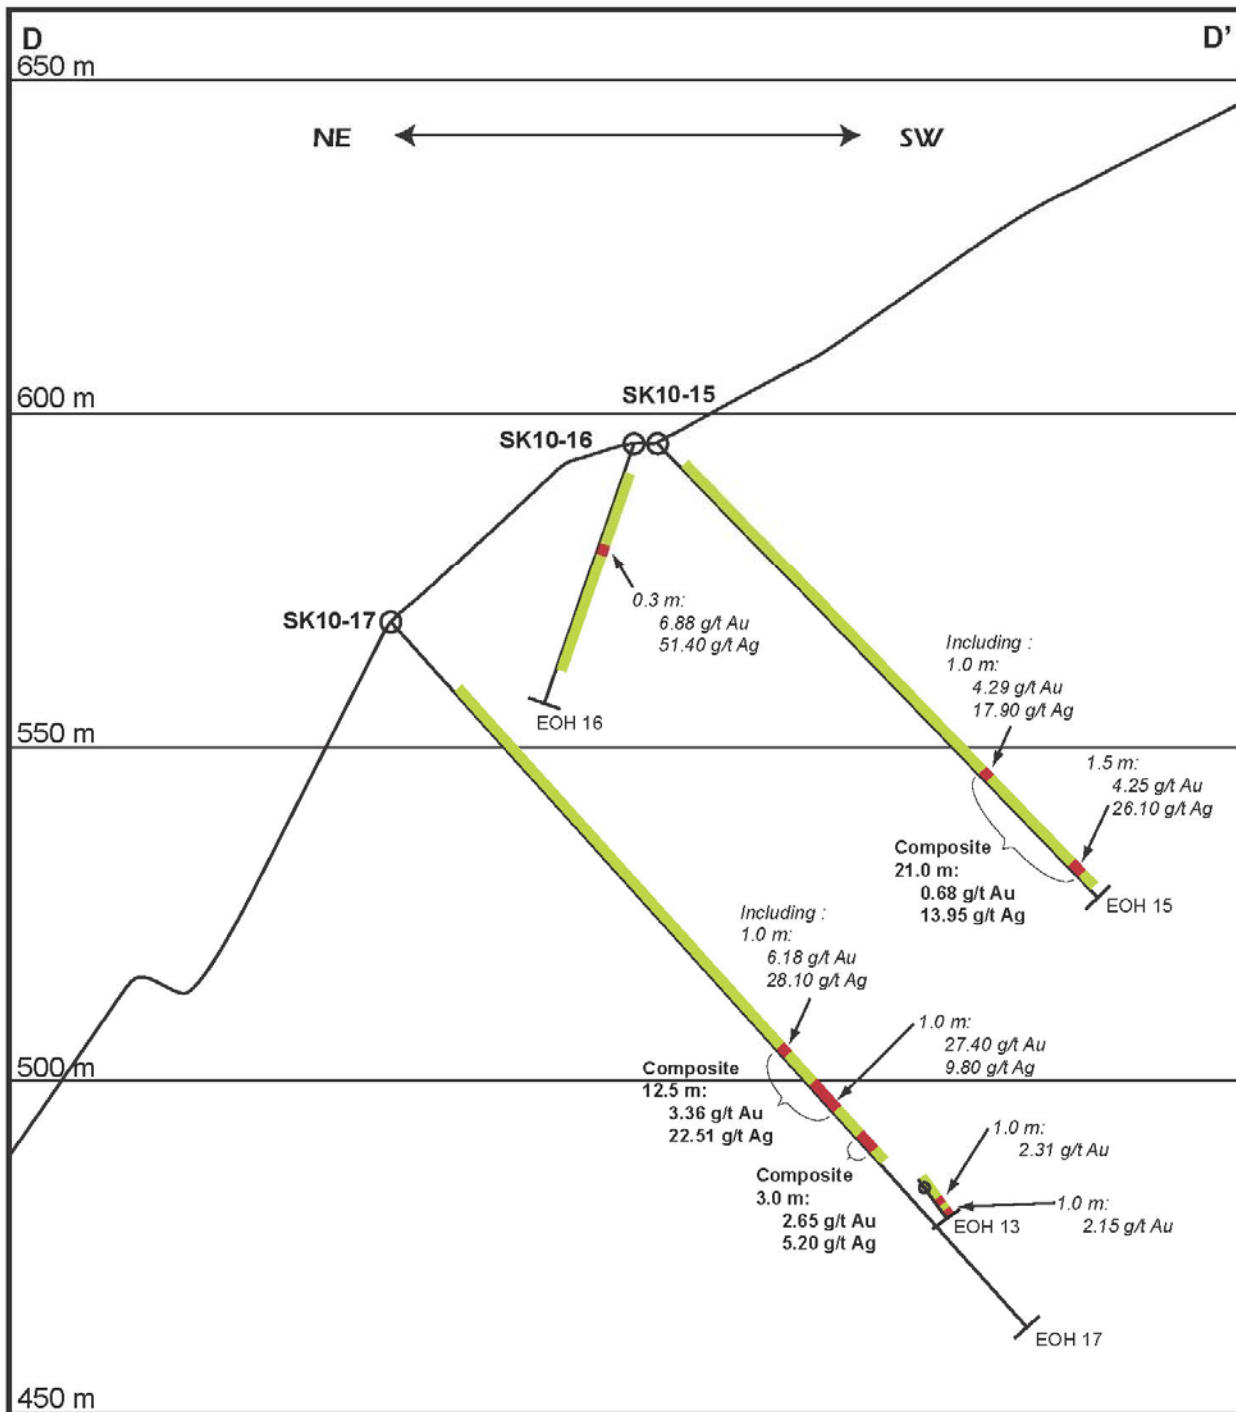 D
D’
650 m
NE
SW
600 m
SK10-15
SK10-16
SK10-17
0.3 m:
6.88 g/t Au
51.40 g/t Ag
EOH 16
550 m
Including :
1.0 m:
4.29 g/t Au
17.90 g/t Ag
1.5 m:
4.25 g/t Au
26.10 g/t Ag
Composite
21.0 m:
0.68 g/t Au
13.95 g/t Ag
EOH 15
Including :
1.0 m:
6.18 g/t Au
28.10 g/t Ag
1.0 m:
27.40 g/t Au
9.80 g/t Ag
500 m
Composite
12.5 m:
3.36 g/t Au
22.51 g/t Ag
Composite
3.0 m:
2.65 g/t Au
5.20 g/t Ag
1.0 m:
2.31 g/t Au
1.0 m:
2.15 g/t Au
EOH 13
EOH 17
450 m